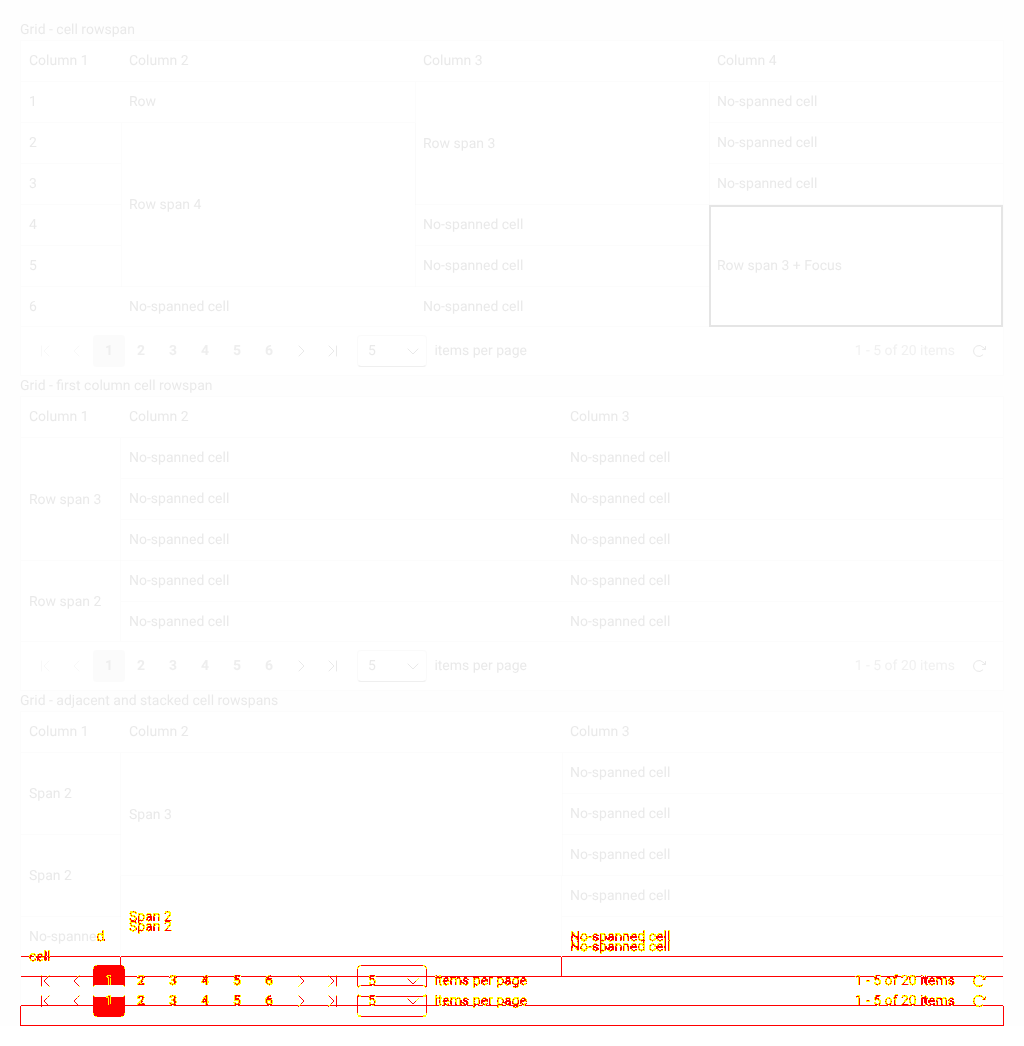 Grid - cell rowspan
Column 1 Column 2 Column 3 Column 4
1 Row No-spanned cell
2 Row span 3 No-spanned cell
3 No-spanned cell
Row span 4
4 No-spanned cell
5 No-spanned cell Row span 3 + Focus
6 No-spanned cell No-spanned cell
1 2 3 4 5 6 5 items per page 1 - 5 of 20 items
Grid - first column cell rowspan
Column 1 Column 2 Column 3
No-spanned cell No-spanned cell
Row span 3 No-spanned cell No-spanned cell
No-spanned cell No-spanned cell
No-spanned cell No-spanned cell
Row span 2
No-spanned cell No-spanned cell
1 2 3 4 5 6 5 items per page 1 - 5 of 20 items
Grid - adjacent and stacked cell rowspans
Column 1 Column 2 Column 3
No-spanned cell
Span 2
Span 3 No-spanned cell
No-spanned cell
Span 2
No-spanned cell
Span 2
Span 2
No-spanned d No-spanned cell
No-spanned cell
cell
1 2 3 4 5 6 5 items per page 1 - 5 of 20 items
1 2 3 4 5 6 5 items per page 1 - 5 of 20 items